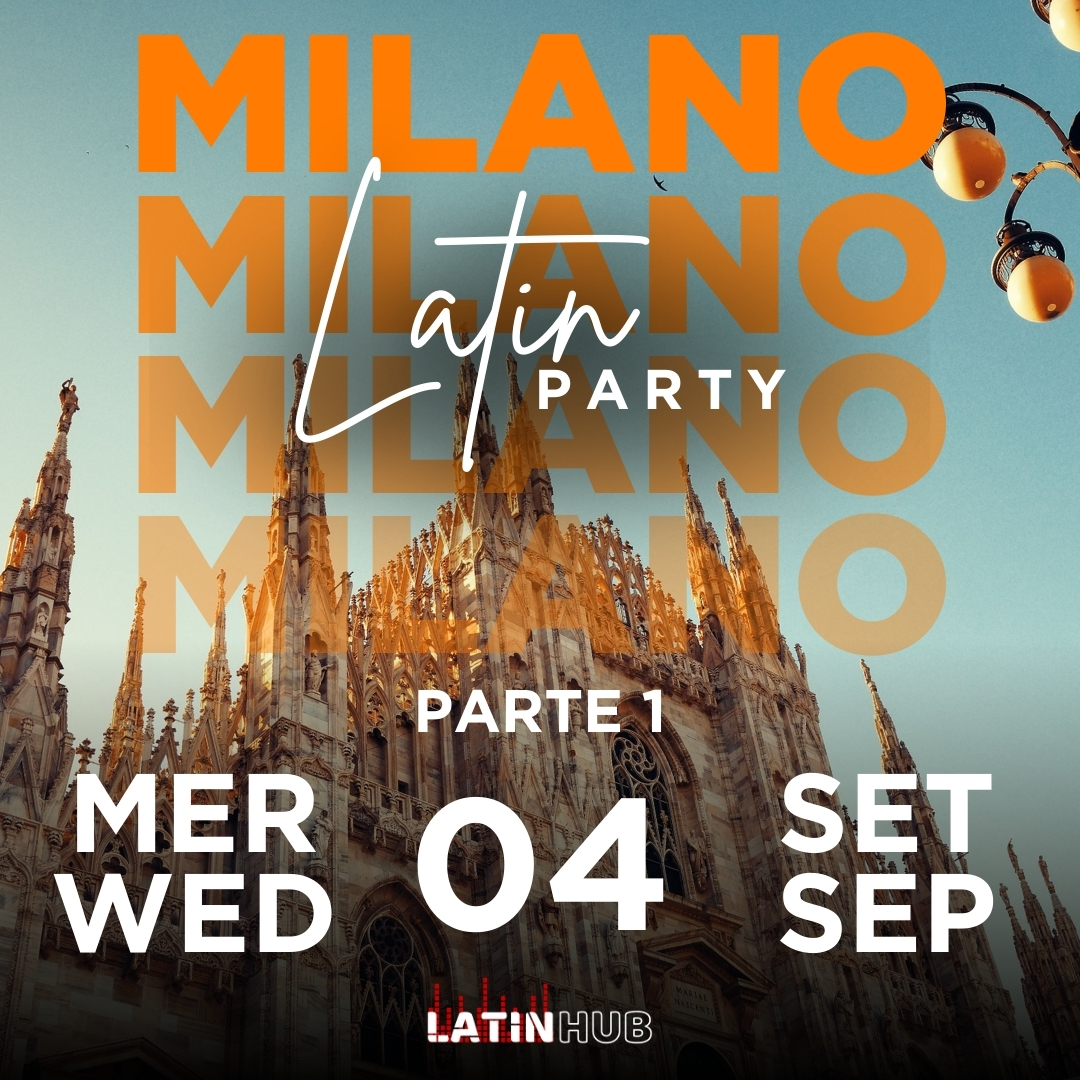 MILANO
MILANO
MILANO
MILANO
Latin
PARTY
PARTE 1
MER 04 SET
WED SEP
LATINHUB